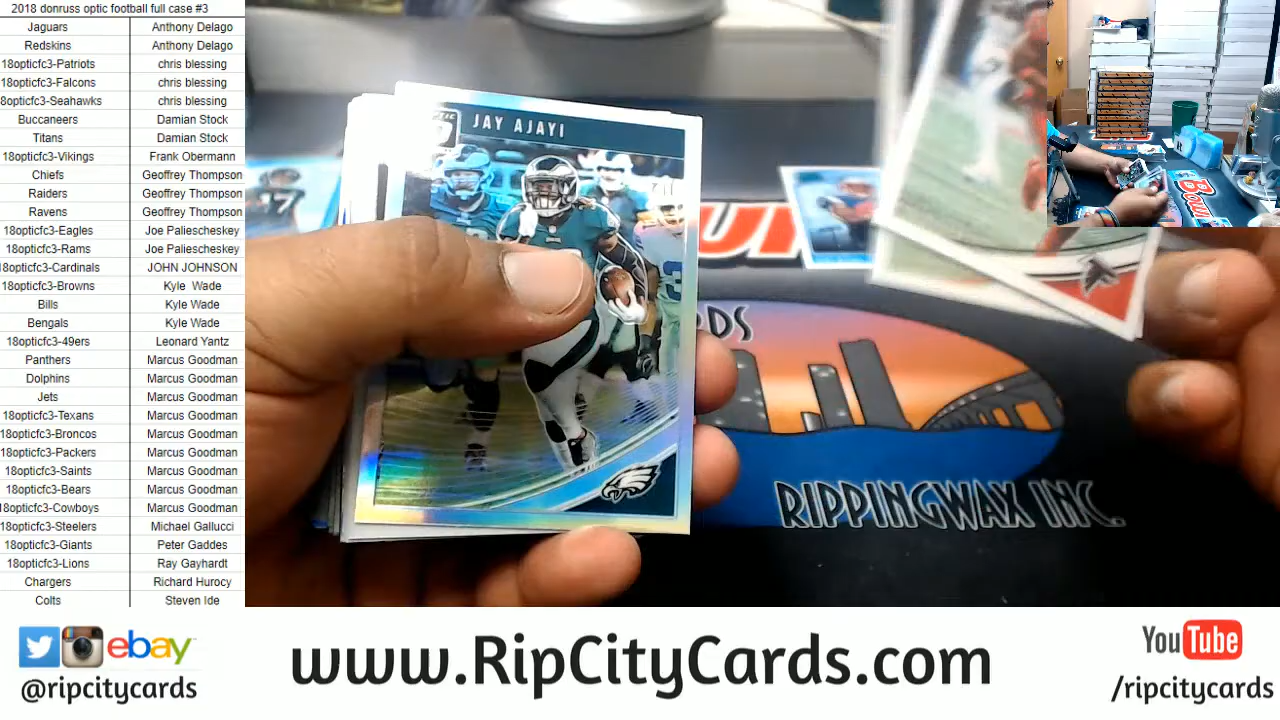 2018 donruss optic football full case #3
Jaguars Anthony Delago
Redskins Anthony Delago
18opticfc3-Patriots chris blessing
18opticfc3-Falcons chris blessing
8opticfc3-Seahawks chris blessing
Buccaneers Damian Stock
Titans Damian Stock
18opticfc3-Vikings Frank Obermann
Chiefs Geoffrey Thompson
Raiders Geoffrey Thompson
Ravens Geoffrey Thompson
18opticfc3-Eagles Joe Paliescheskey
18opticfc3-Rams Joe Paliescheskey
18opticfc3-Cardinals JOHN JOHNSON
18opticfc3-Browns Kyle Wade
Bills Kyle Wade
Bengals Kyle Wade
18opticfc3-49ers Leonard Yantz
Panthers Marcus Goodman
Dolphins Marcus Goodman
Jets Marcus Goodman
18opticfc3-Texans Marcus Goodman
18opticfc3-Broncos Marcus Goodman
18opticfc3-Packers Marcus Goodman
18opticfc3-Saints Marcus Goodman
18opticfc3-Bears Marcus Goodman
18opticfc3-Cowboys Marcus Goodman
18opticfc3-Steelers Michael Gallucci
18opticfc3-Giants Peter Gaddes
18opticfc3-Lions Ray Gayhardt
Chargers Richard Hurocy
Colts Steven Ide
JAY AJAYI
RDS
RIPPINGWAX INC.
ebay
@ripcitycards
www.RipCityCards.com
YouTube
/ripcitycards